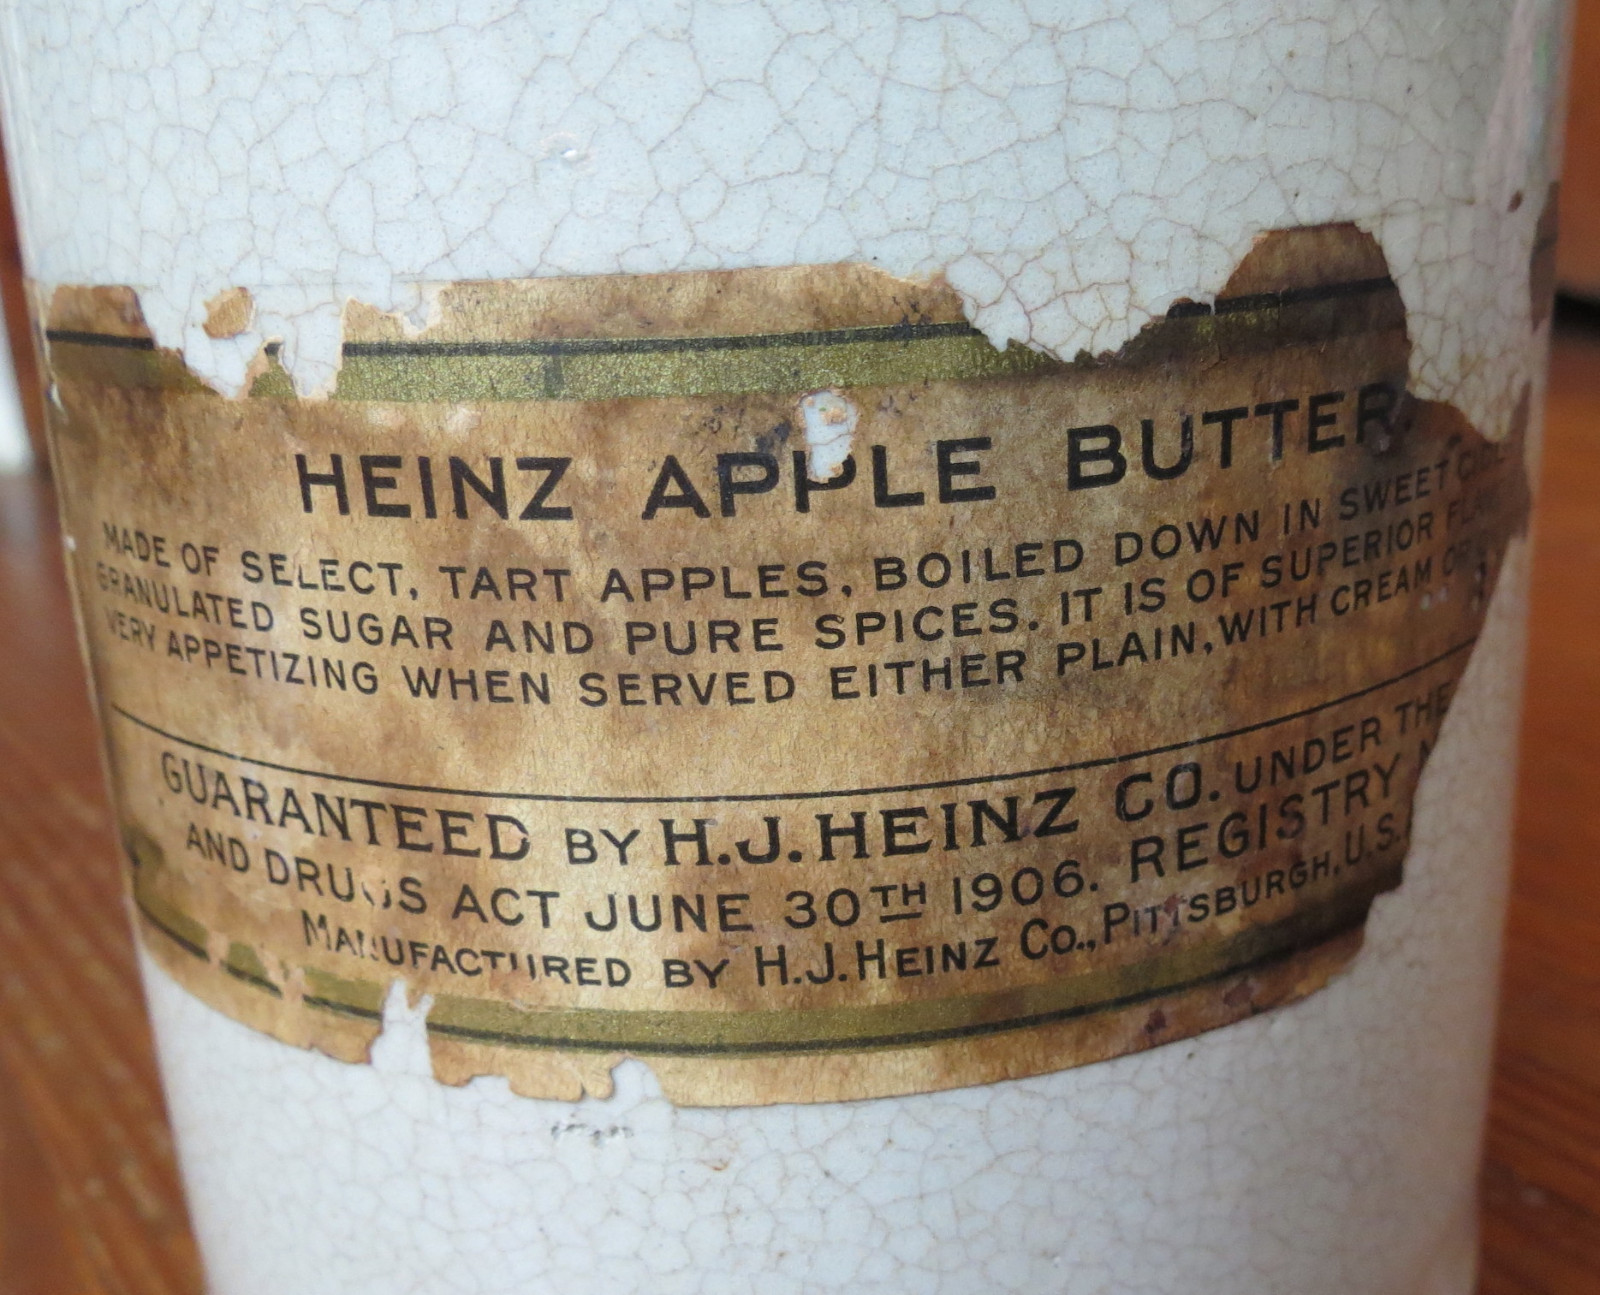 HEINZ APPLE BUTTER.
MADE OF SELECT, TART APPLES, BOILED DOWN IN SWEET
GRANULATED SUGAR AND PURE SPICES. IT IS OF SUPERIOR
VERY APPETIZING WHEN SERVED EITHER PLAIN, WITH CREAM OR
GUARANTEED BY H.J. HEINZ CO. UNDER THE
AND DRUGS ACT JUNE 30TH 1906. REGISTRY
MANUFACTURED BY H.J. HEINZ CO., PITTSBURGH, U.S.